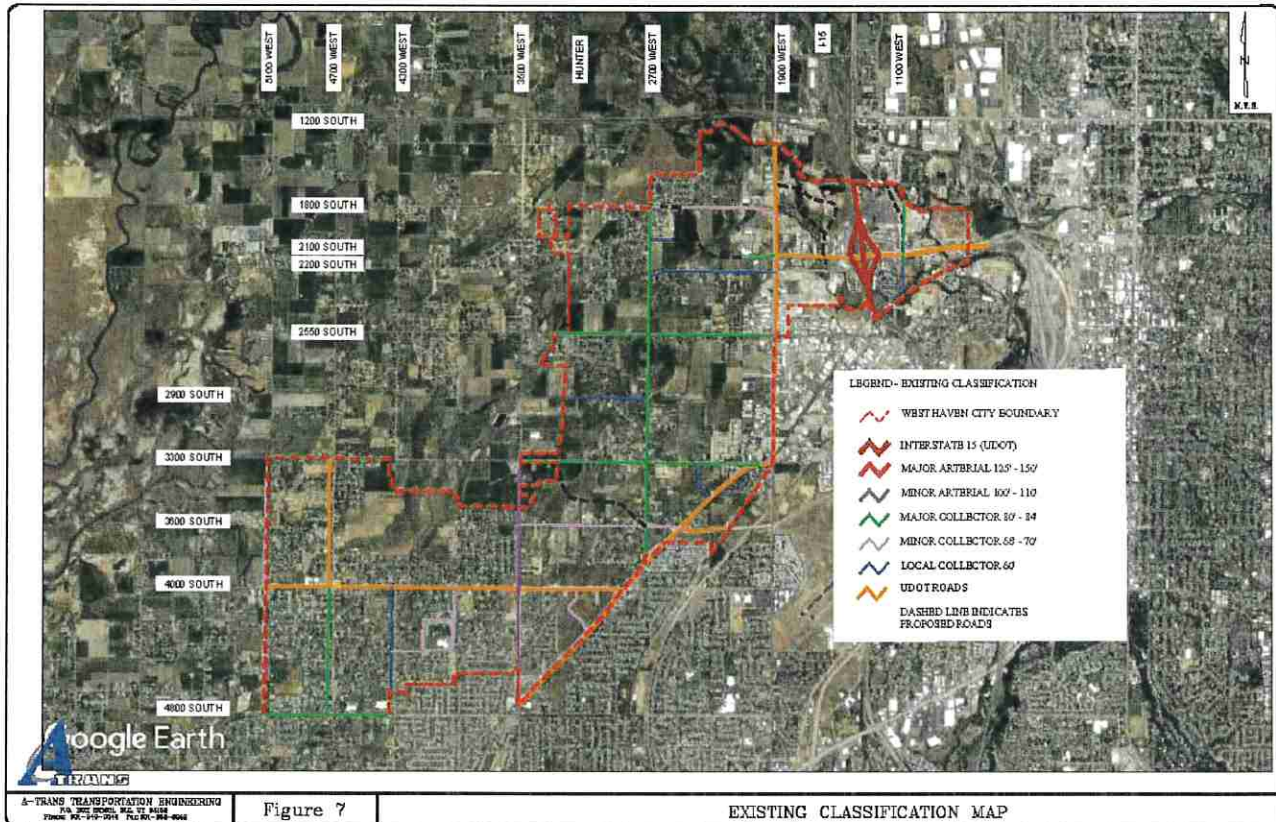 5100 WEST
4700 WEST
4300 WEST
3500 WEST
HUNTER
2700 WEST
1900 WEST
I-15
1100 WEST
N
N.T.S.
1200 SOUTH
1800 SOUTH
2100 SOUTH
2200 SOUTH
2550 SOUTH
2900 SOUTH
3300 SOUTH
3600 SOUTH
4000 SOUTH
4800 SOUTH
LEGEND - EXISTING CLASSIFICATION
WEST HAVEN CITY BOUNDARY
INTERSTATE 15 (UDOT)
MAJOR ARTERIAL 125' - 150'
MINOR ARTERIAL 100' - 110'
MAJOR COLLECTOR 80' - 84'
MINOR COLLECTOR 66' - 70'
LOCAL COLLECTOR 60'
UDOT ROADS
DASHED LINE INDICATES
PROPOSED ROADS
Google Earth
A TRANS
A-TRANS TRANSPORTATION ENGINEERING
Figure 7
EXISTING CLASSIFICATION MAP